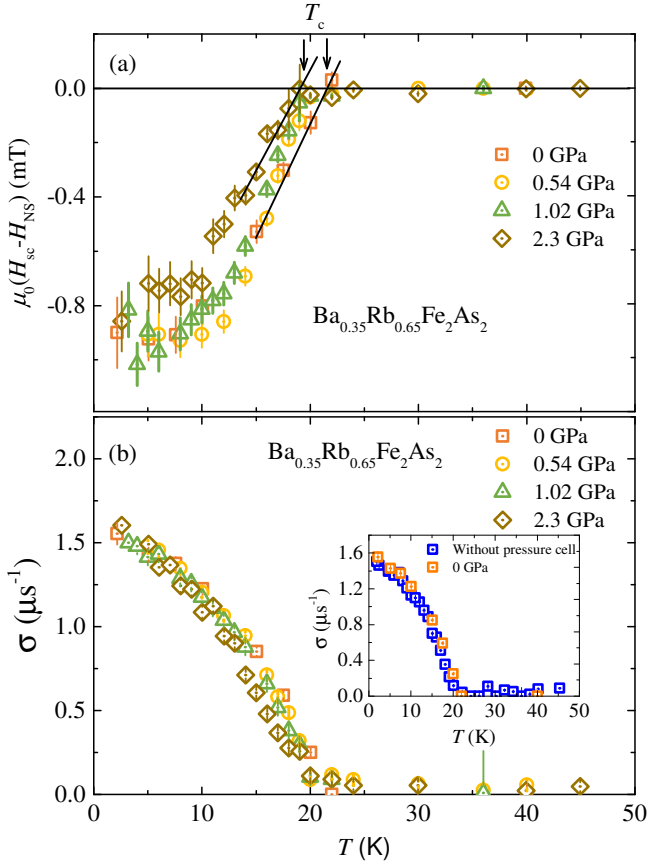 T_c
(a)
0.0
-0.4
-0.8
μ₀(H_sc-H_NS) (mT)
0 GPa
0.54 GPa
1.02 GPa
2.3 GPa
Ba₀.₃₅Rb₀.₆₅Fe₂As₂
(b)
Ba₀.₃₅Rb₀.₆₅Fe₂As₂
0 GPa
0.54 GPa
1.02 GPa
2.3 GPa
2.0
1.5
1.0
0.5
0.0
σ (μs⁻¹)
Without pressure cell
0 GPa
1.6
1.2
0.8
0.4
0.0
σ (μs⁻¹)
0 10 20 30 40 50
T (K)
0 10 20 30 40 50
T (K)